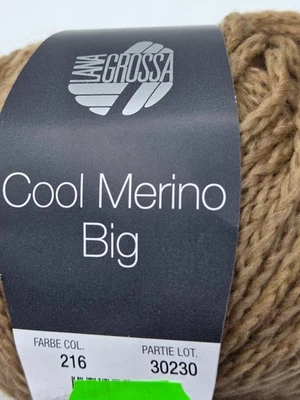 LANA
GROSSA
Cool Merino
Big
FARBE COL. PARTIE LOT.
216 30230